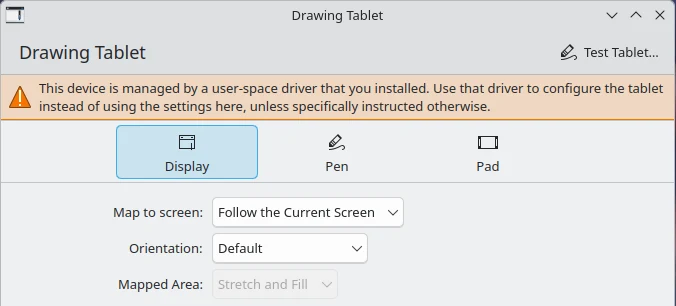 Drawing Tablet
Drawing Tablet
Test Tablet...
This device is managed by a user-space driver that you installed. Use that driver to configure the tablet
instead of using the settings here, unless specifically instructed otherwise.
Display
Pen
Pad
Map to screen: Follow the Current Screen
Orientation: Default
Mapped Area: Stretch and Fill